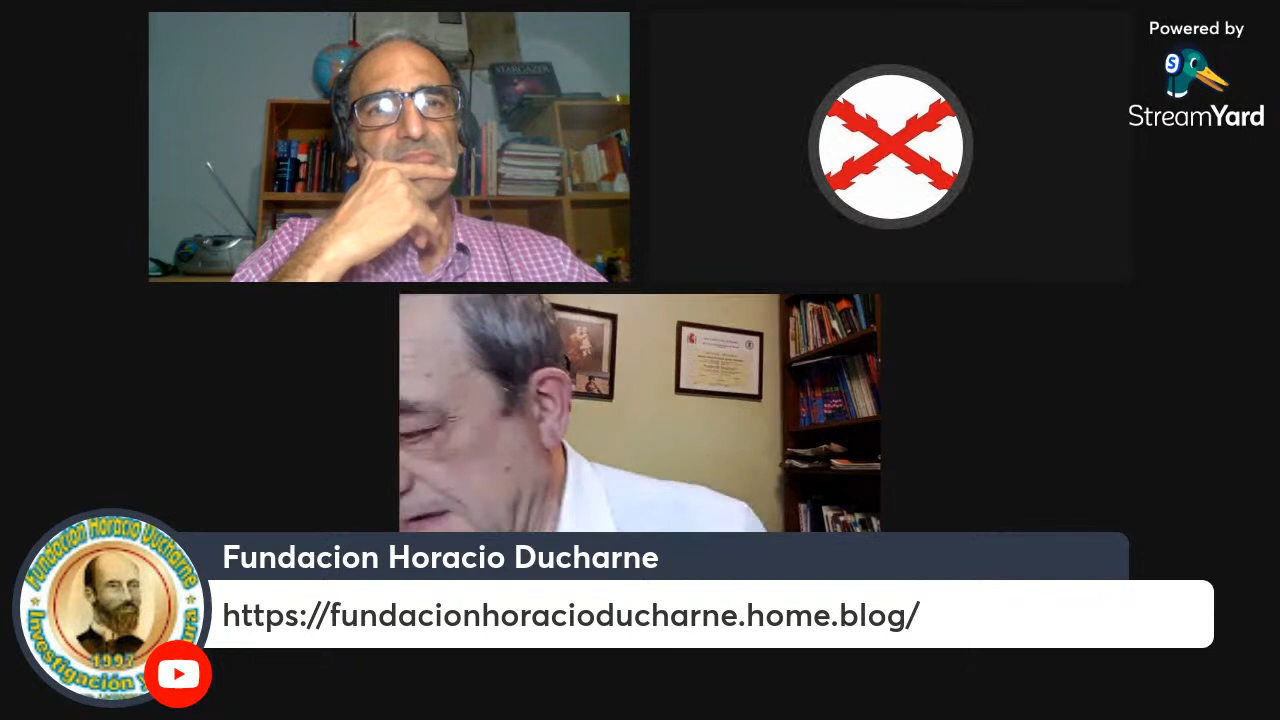 Powered by
S
StreamYard
STARGAZER
Fundacion Horacio Ducharne
https://fundacionhoracioducharne.home.blog/
Fundacion Horacio Ducharne
1997
Investigación y